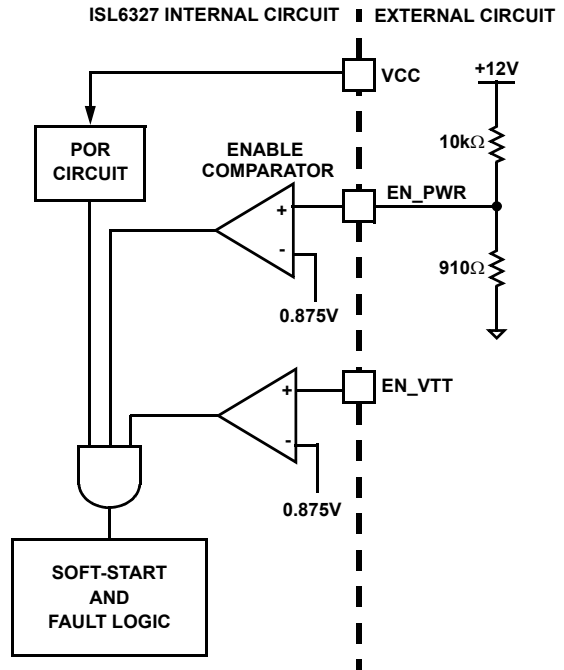 ISL6327 INTERNAL CIRCUIT
EXTERNAL CIRCUIT
VCC
+12V
POR
CIRCUIT
10kΩ
ENABLE
COMPARATOR
+
EN_PWR
-
910Ω
0.875V
+
EN_VTT
-
0.875V
SOFT-START
AND
FAULT LOGIC